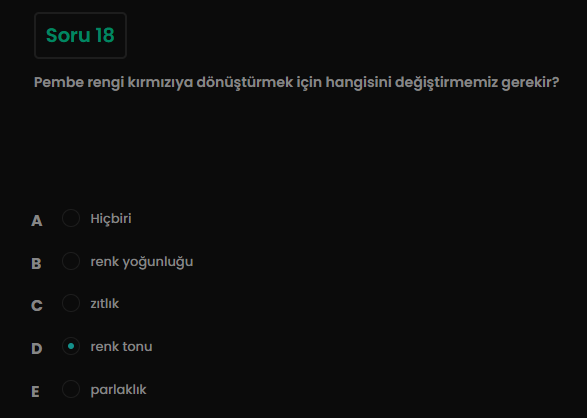 Soru 18
Pembe rengi kırmızıya dönüştürmek için hangisini değiştirmemiz gerekir?
A Hiçbiri
B renk yoğunluğu
C zıtlık
D renk tonu
E parlaklık